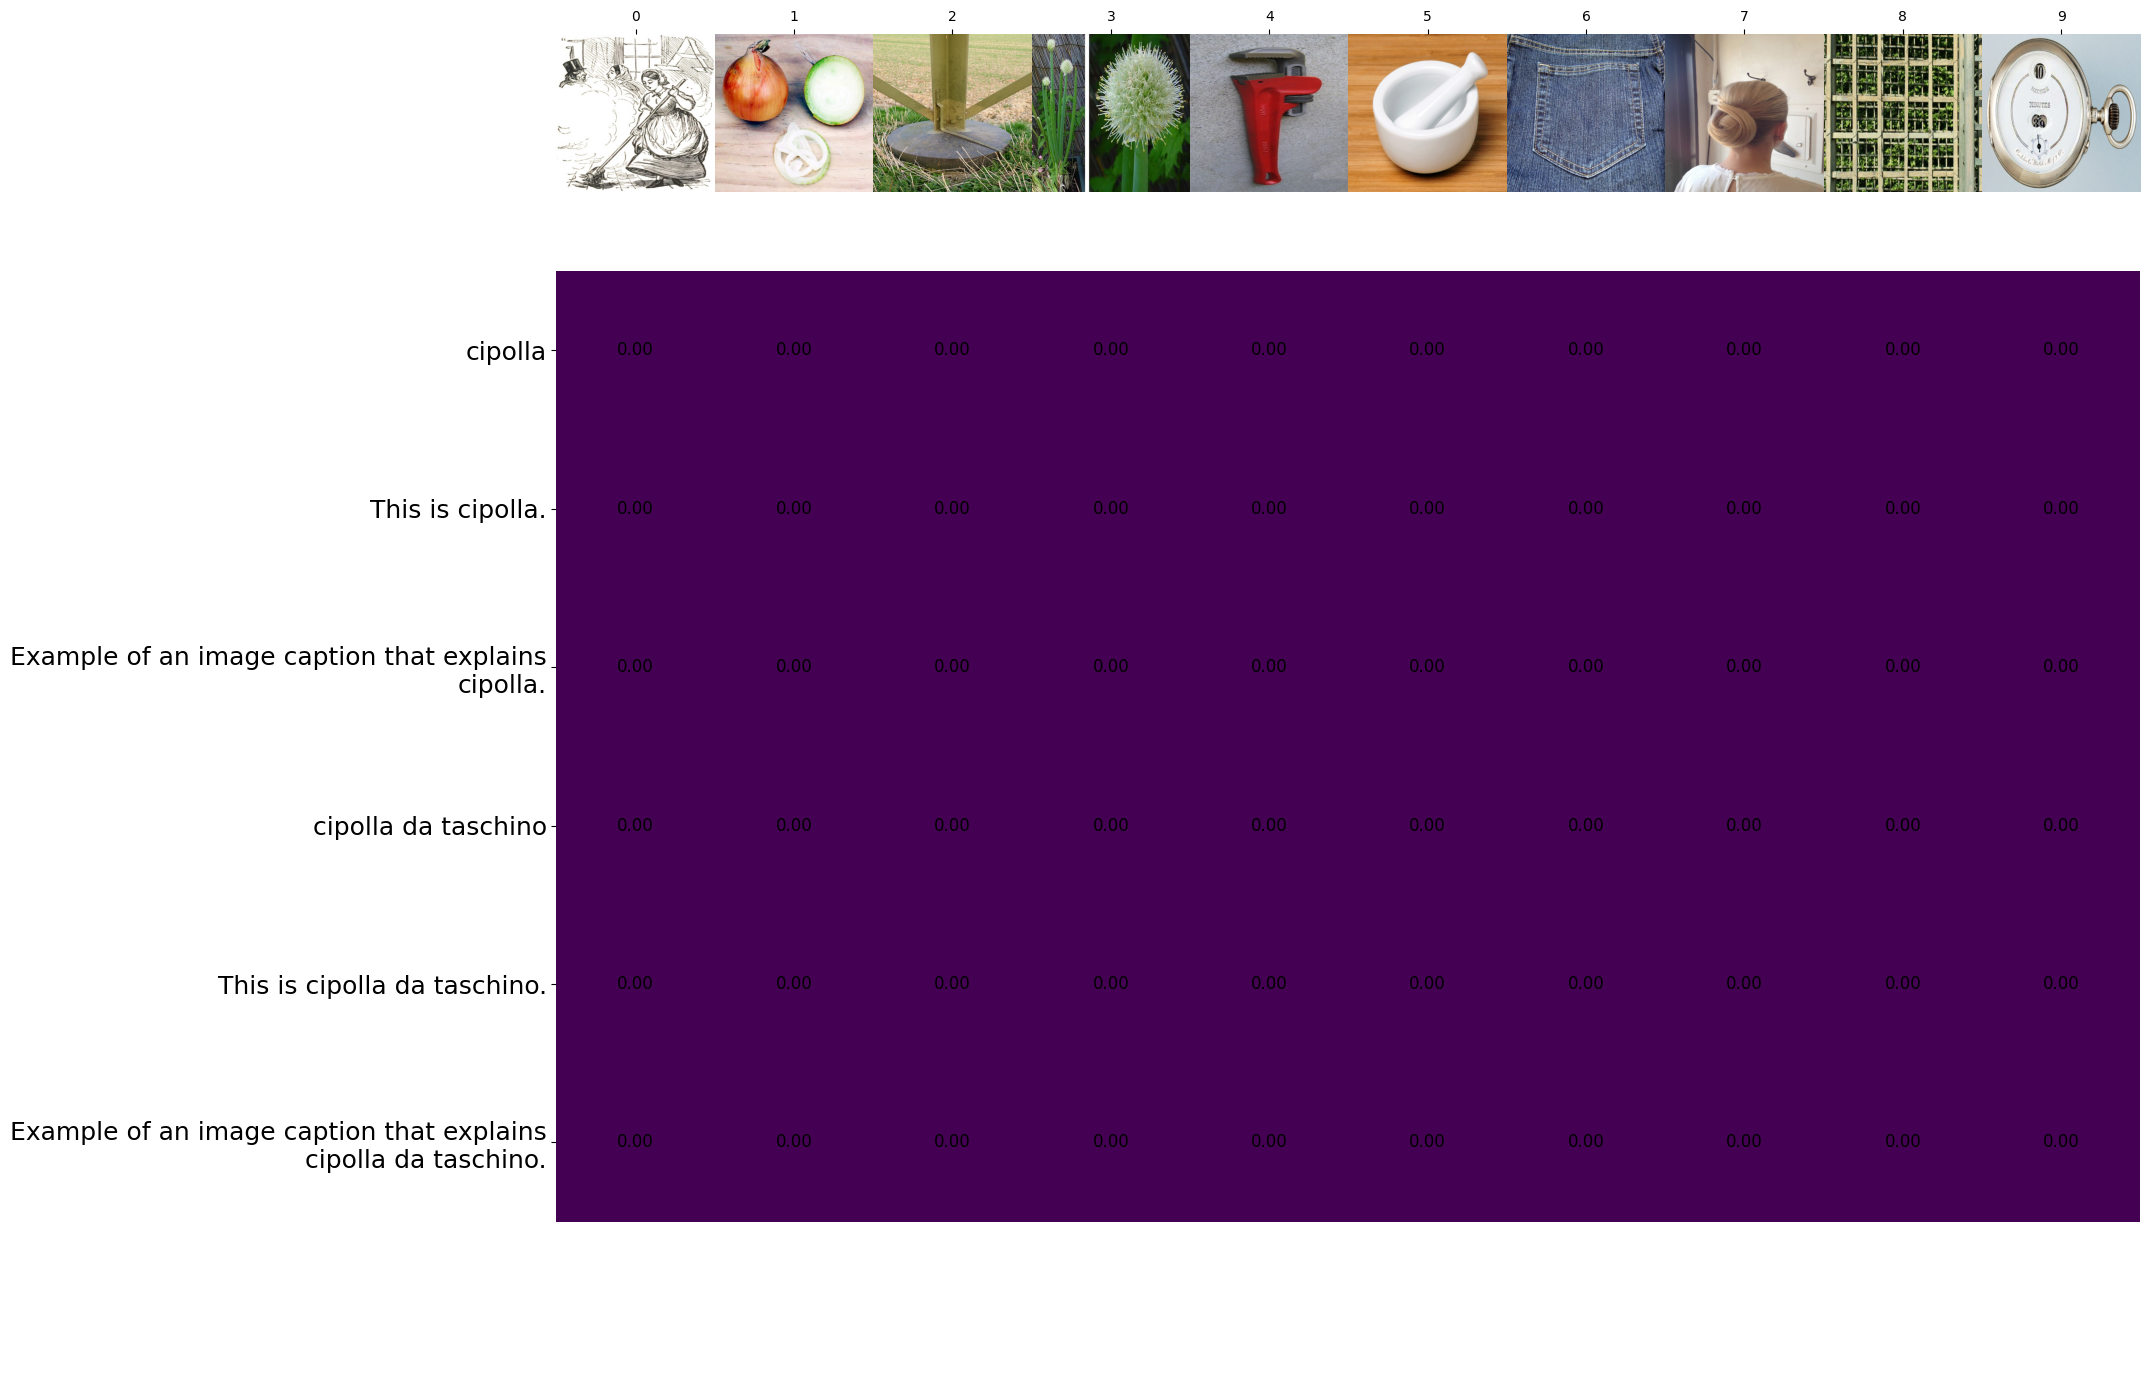 0 1 2 3 4 5 6 7 8 9
cipolla
0.00 0.00 0.00 0.00 0.00 0.00 0.00 0.00 0.00 0.00
This is cipolla.
0.00 0.00 0.00 0.00 0.00 0.00 0.00 0.00 0.00 0.00
Example of an image caption that explains
cipolla.
0.00 0.00 0.00 0.00 0.00 0.00 0.00 0.00 0.00 0.00
cipolla da taschino
0.00 0.00 0.00 0.00 0.00 0.00 0.00 0.00 0.00 0.00
This is cipolla da taschino.
0.00 0.00 0.00 0.00 0.00 0.00 0.00 0.00 0.00 0.00
Example of an image caption that explains
cipolla da taschino.
0.00 0.00 0.00 0.00 0.00 0.00 0.00 0.00 0.00 0.00